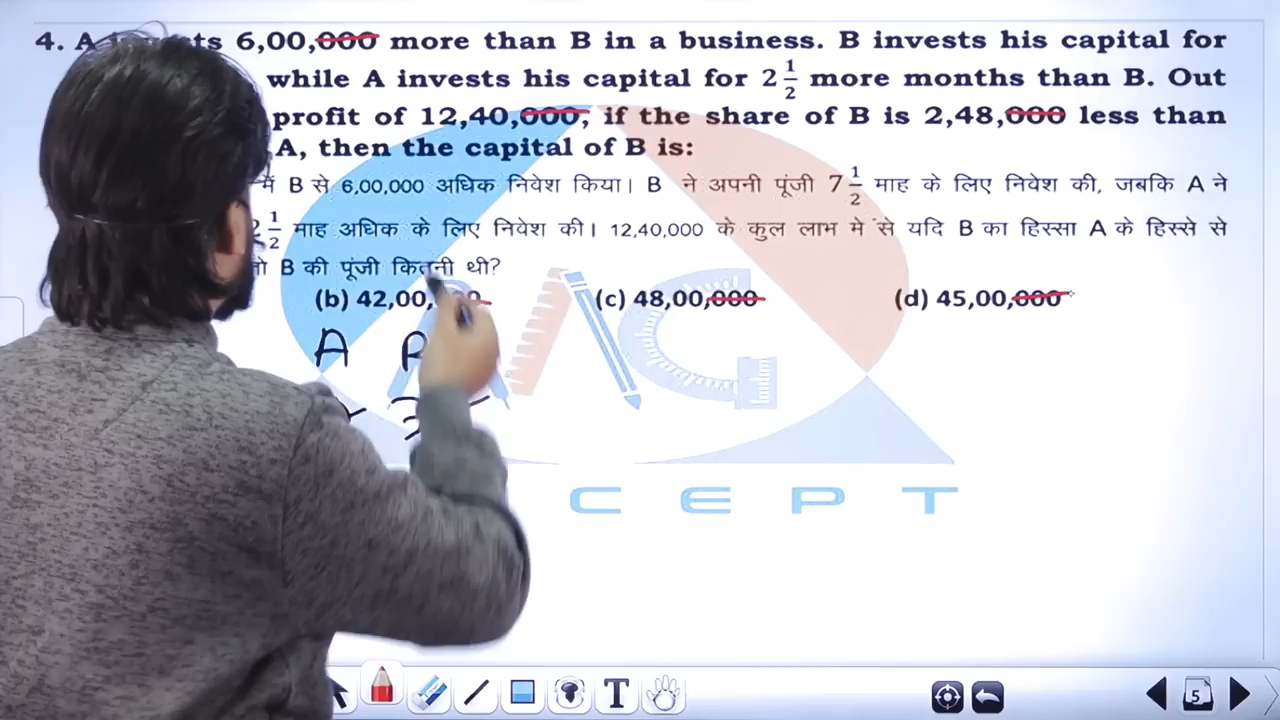 4. A ts 6,00,000 more than B in a business. B invests his capital for
while A invests his capital for 2 1/2 more months than B. Out
profit of 12,40,000, if the share of B is 2,48,000 less than
A, then the capital of B is:
में B से 6,00,000 अधिक निवेश किया। B ने अपनी पूंजी 7 1/2 माह के लिए निवेश की, जबकि A ने
2 1/2 माह अधिक के लिए निवेश की। 12,40,000 के कुल लाभ मे से यदि B का हिस्सा A के हिस्से से
तो B की पूंजी कितनी थी?
(b) 42,00, (c) 48,00,000 (d) 45,00,000
A
C E P T
T 5